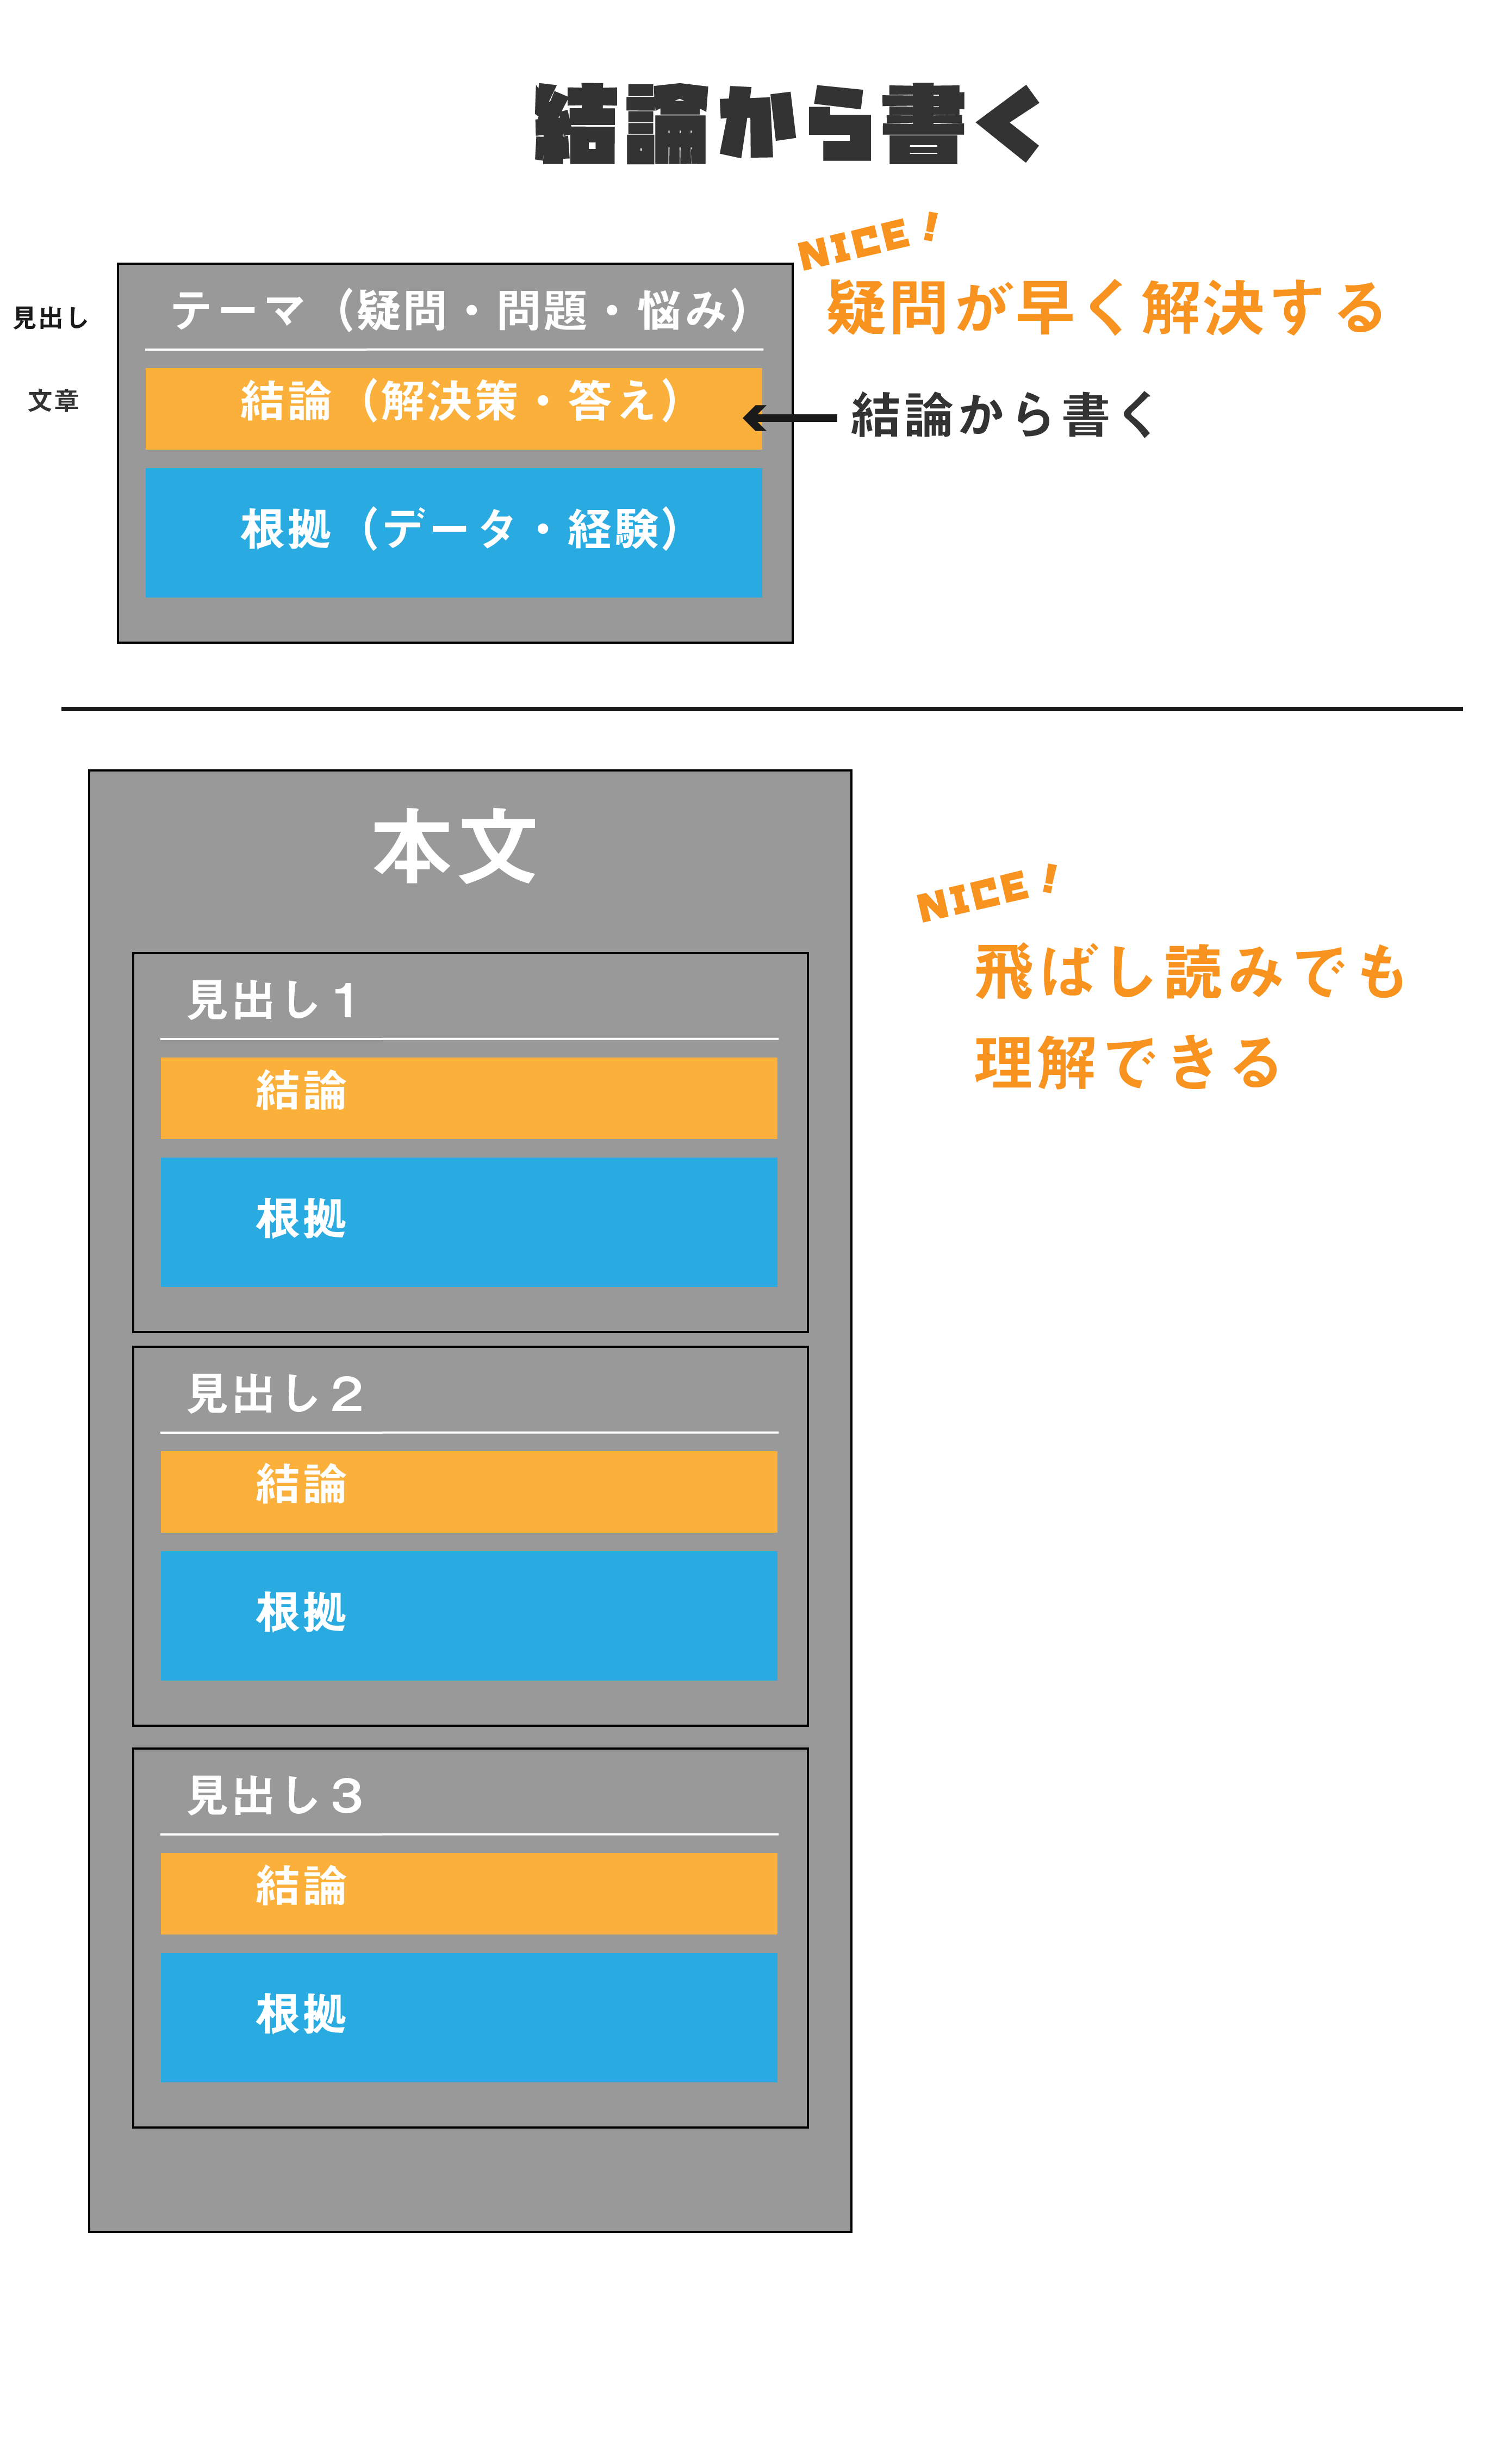 結論から書く
NICE！
疑問が早く解決する
見出し
テーマ（疑問・問題・悩み）
文章
結論（解決策・答え）
結論から書く
根拠（データ・経験）
本文
NICE！
飛ばし読みでも
理解できる
見出し１
結論
根拠
見出し２
結論
根拠
見出し３
結論
根拠